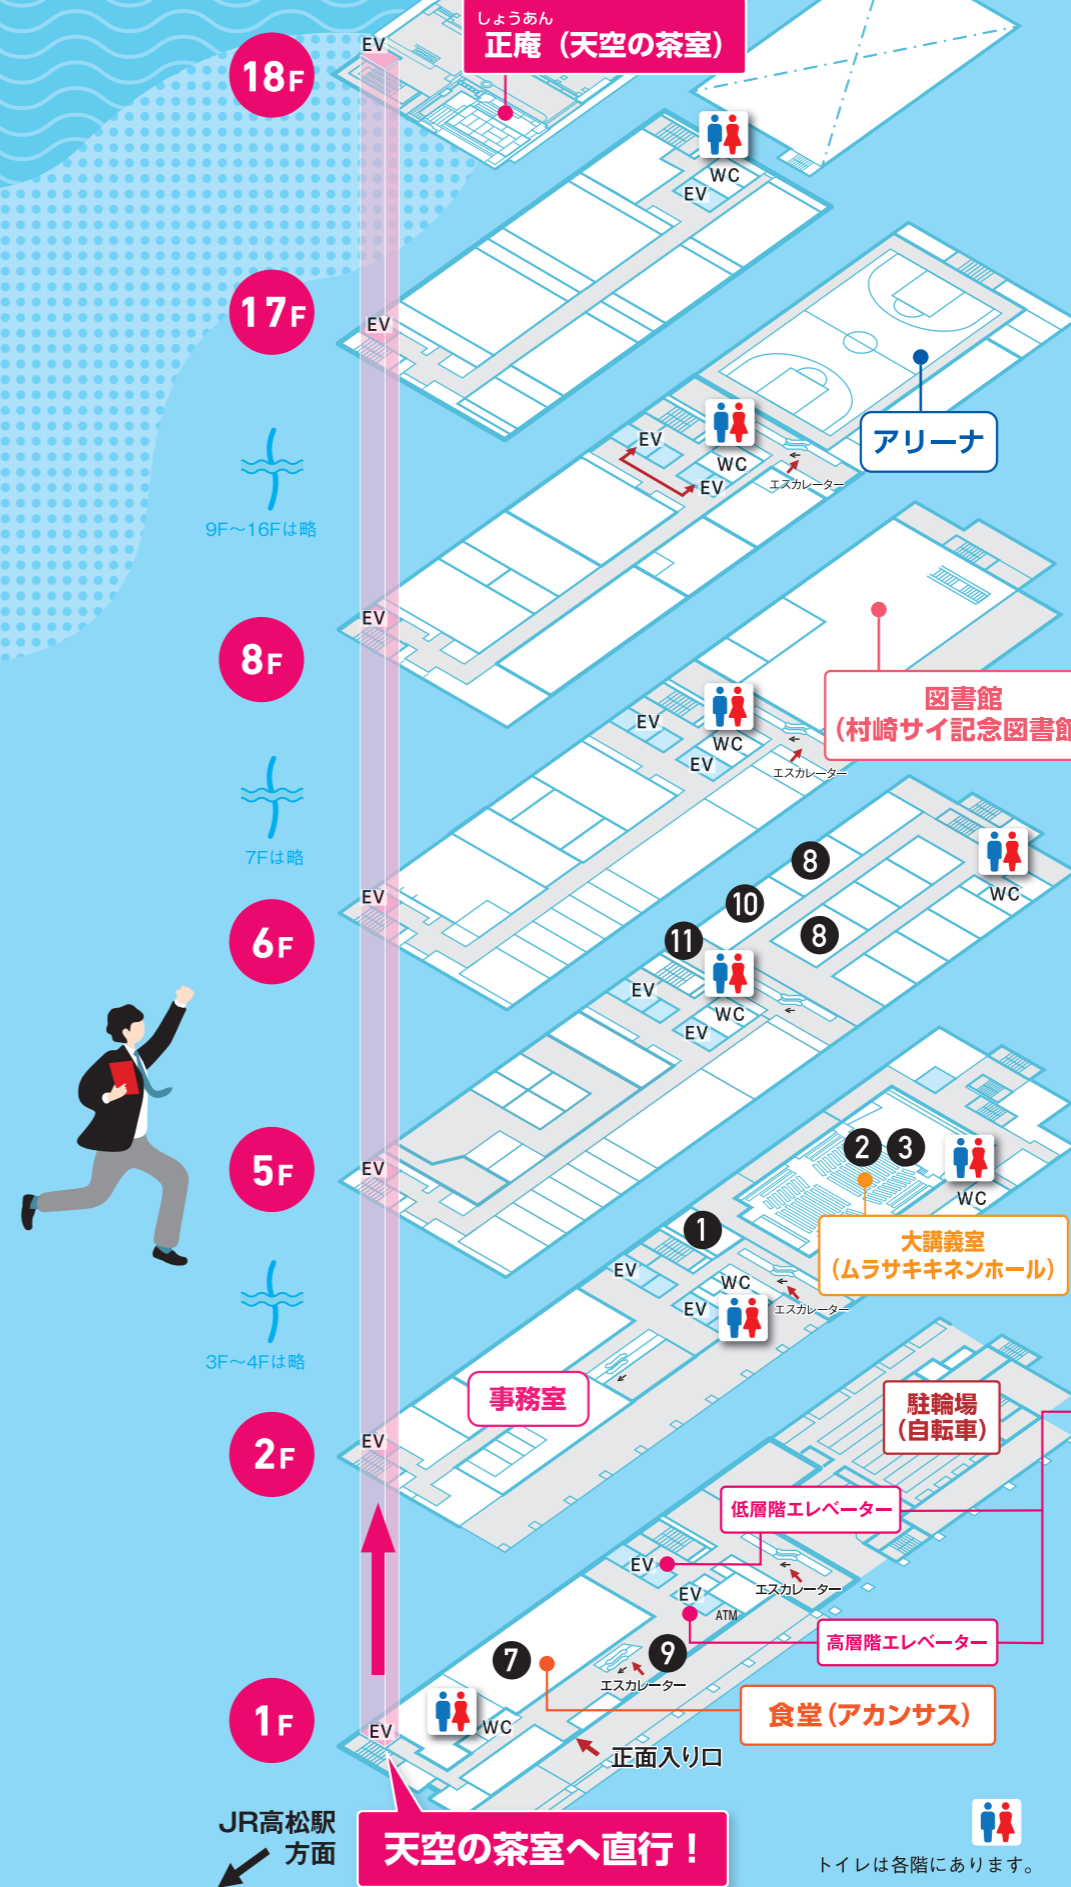 しょうあん
正庵（天空の茶室）
EV
18F
WC
EV
17F
EV
アリーナ
EV
WC
EV
エスカレーター
9F〜16Fは略
EV
8F
図書館
（村崎サイ記念図書館
EV
WC
EV
エスカレーター
7Fは略
8
WC
10
8
EV
6F
11
EV
WC
EV
2 3
WC
5F
EV
1
大講義室
（ムラサキキネンホール）
EV
WC
EV
エスカレーター
3F〜4Fは略
事務室
駐輪場
（自転車）
EV
2F
低層階エレベーター
EV
エスカレーター
EV
ATM
高層階エレベーター
7
9
エスカレーター
食堂（アカンサス）
1F
EV
WC
正面入り口
JR高松駅
方面
天空の茶室へ直行！
トイレは各階にあります。